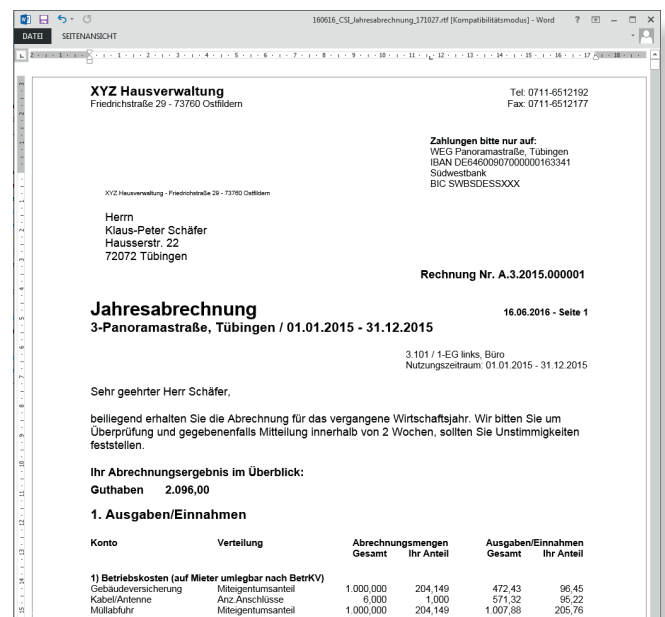 160616_CSI_Jahresabrechnung_171027.rtf [Kompatibilitätsmodus] - Word
DATEI SEITENANSICHT
XYZ Hausverwaltung
Friedrichstraße 29 - 73760 Ostfildern
Tel: 0711-6512192
Fax: 0711-6512177
Zahlungen bitte nur auf:
WEG Panoramastraße, Tübingen
IBAN DE64600907000000163341
Südwestbank
BIC SWBSDESSXXX
XYZ Hausverwaltung - Friedrichstraße 29 - 73760 Ostfildern
Herrn
Klaus-Peter Schäfer
Hausserstr. 22
72072 Tübingen
Rechnung Nr. A.3.2015.000001
Jahresabrechnung
16.06.2016 - Seite 1
3-Panoramastraße, Tübingen / 01.01.2015 - 31.12.2015
3.101 / 1-EG links, Büro
Nutzungszeitraum: 01.01.2015 - 31.12.2015
Sehr geehrter Herr Schäfer,
beiliegend erhalten Sie die Abrechnung für das vergangene Wirtschaftsjahr. Wir bitten Sie um
Überprüfung und gegebenenfalls Mitteilung innerhalb von 2 Wochen, sollten Sie Unstimmigkeiten
feststellen.
Ihr Abrechnungsergebnis im Überblick:
Guthaben 2.096,00
1. Ausgaben/Einnahmen
Konto Verteilung Abrechnungsmengen Ausgaben/Einnahmen
Gesamt Ihr Anteil Gesamt Ihr Anteil
1) Betriebskosten (auf Mieter umlegbar nach BetrKV)
Gebäudeversicherung Miteigentumsanteil 1.000,000 204,149 472,43 96,45
Kabel/Antenne Anz.Anschlüsse 6,000 1,000 571,32 95,22
Müllabfuhr Miteigentumsanteil 1.000,000 204,149 1.007,88 205,76